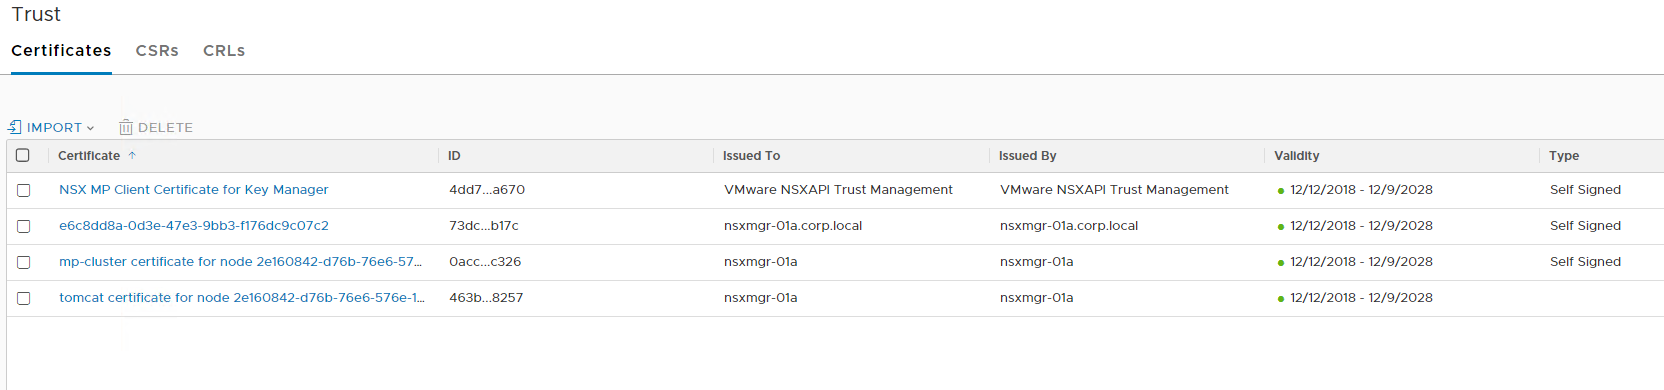 Trust
Certificates CSRs CRLs
IMPORT DELETE
Certificate ID Issued To Issued By Validity Type
NSX MP Client Certificate for Key Manager 4dd7...a670 VMware NSXAPI Trust Management VMware NSXAPI Trust Management 12/12/2018 - 12/9/2028 Self Signed
e6c8dd8a-0d3e-47e3-9bb3-f176dc9c07c2 73dc...b17c nsxmgr-01a.corp.local nsxmgr-01a.corp.local 12/12/2018 - 12/9/2028 Self Signed
mp-cluster certificate for node 2e160842-d76b-76e6-57... 0acc...c326 nsxmgr-01a nsxmgr-01a 12/12/2018 - 12/9/2028 Self Signed
tomcat certificate for node 2e160842-d76b-76e6-576e-1... 463b...8257 nsxmgr-01a nsxmgr-01a 12/12/2018 - 12/9/2028